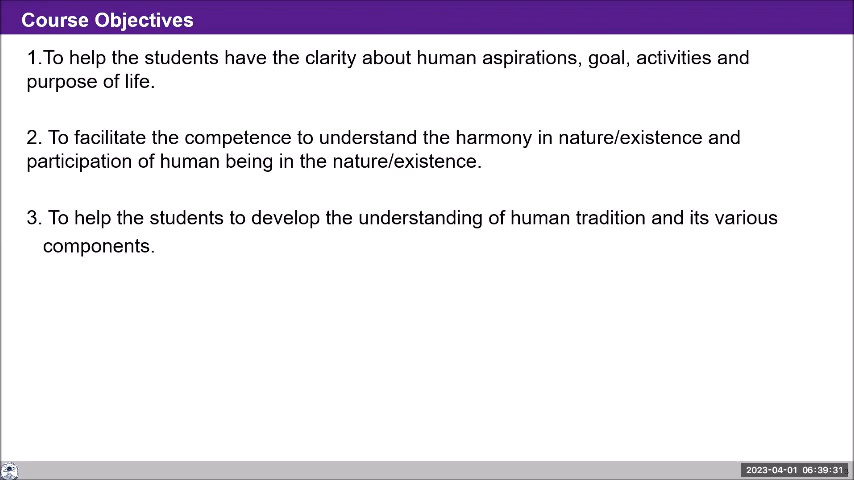 Course Objectives
1.To help the students have the clarity about human aspirations, goal, activities and
purpose of life.
2. To facilitate the competence to understand the harmony in nature/existence and
participation of human being in the nature/existence.
3. To help the students to develop the understanding of human tradition and its various
components.
2023-04-01 06:39:31